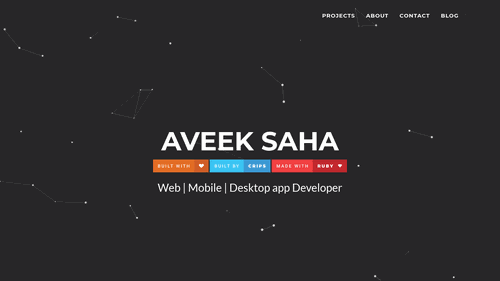 PROJECTS ABOUT CONTACT BLOG
AVEEK SAHA
BUILT WITH BUILT BY CRIPS MADE WITH RUBY
Web | Mobile | Desktop app Developer